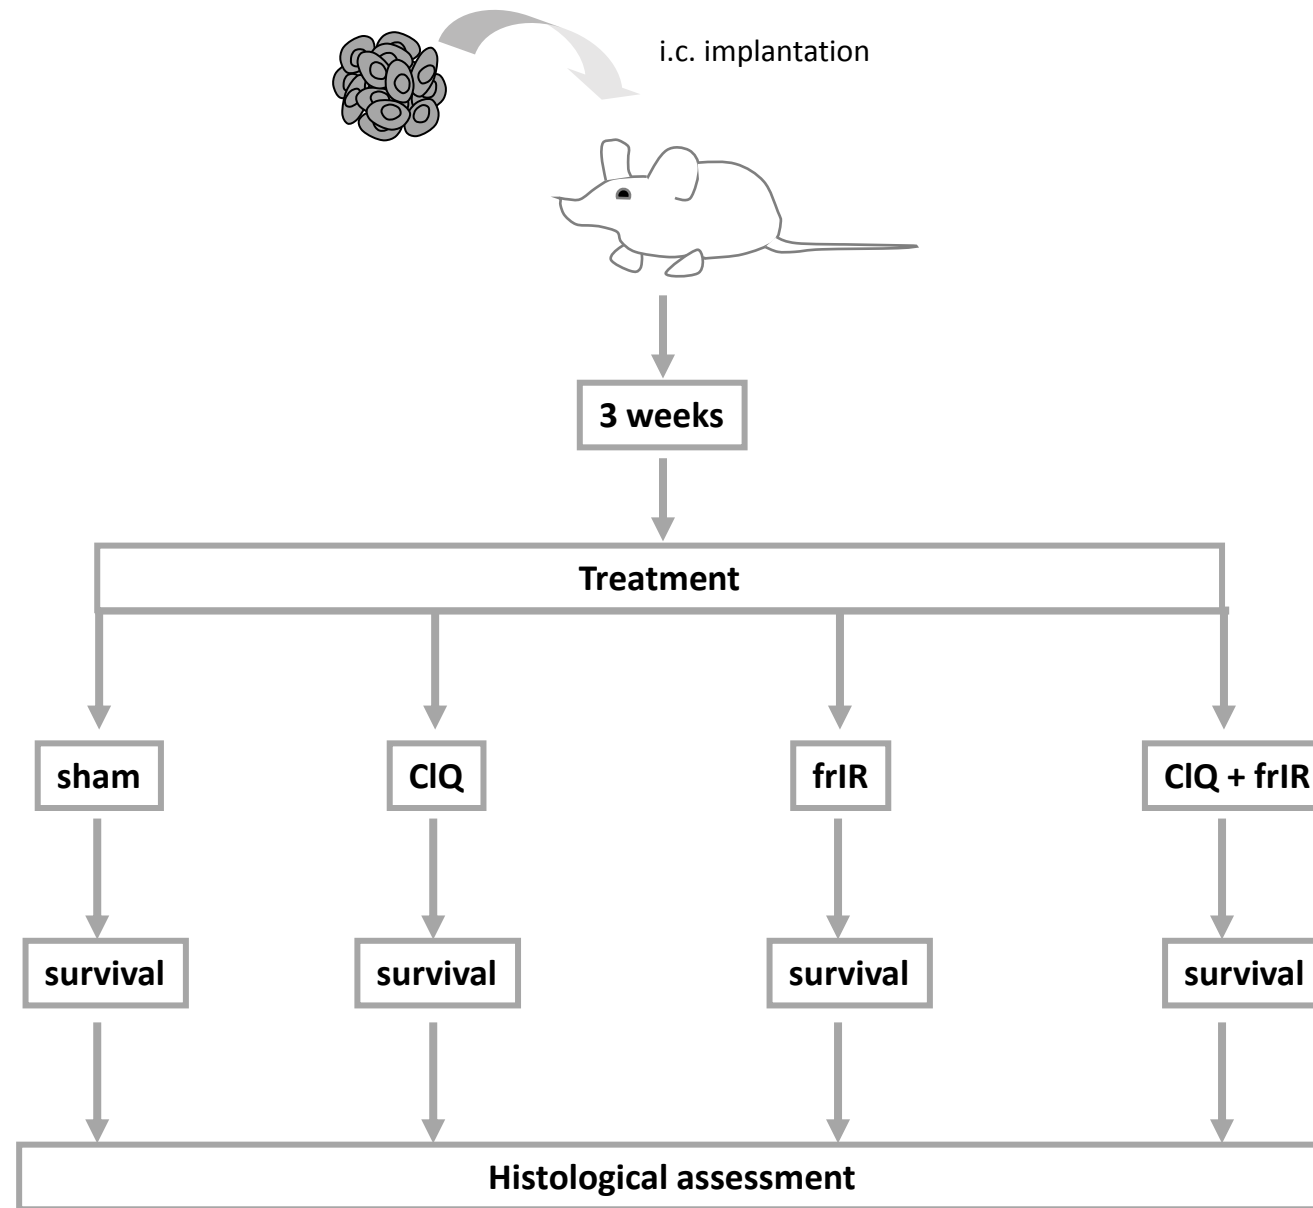 i.c. implantation
3 weeks
Treatment
sham
ClQ
frIR
ClQ + frIR
survival
survival
survival
survival
Histological assessment